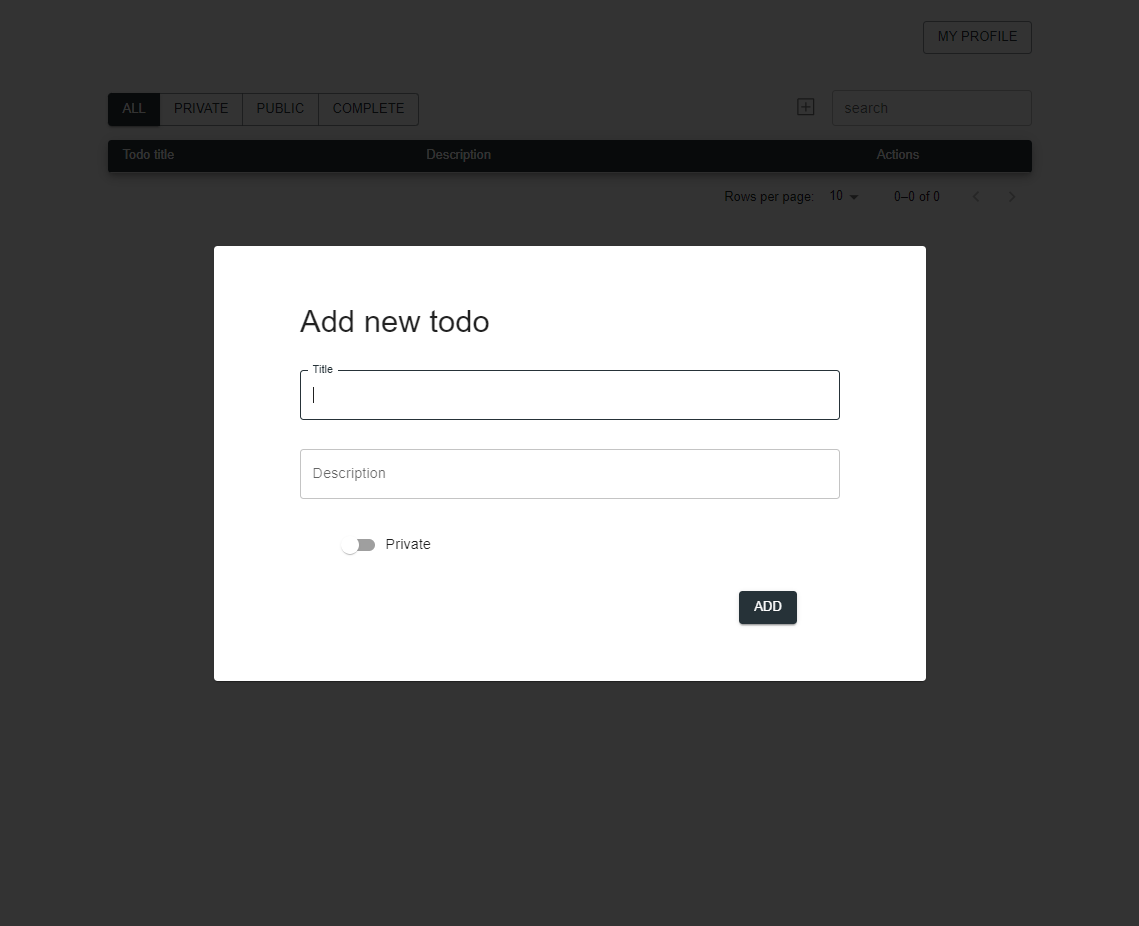 MY PROFILE
ALL PRIVATE PUBLIC COMPLETE search
Todo title Description Actions
Rows per page: 10 0–0 of 0
Add new todo
Title
Description
Private
ADD